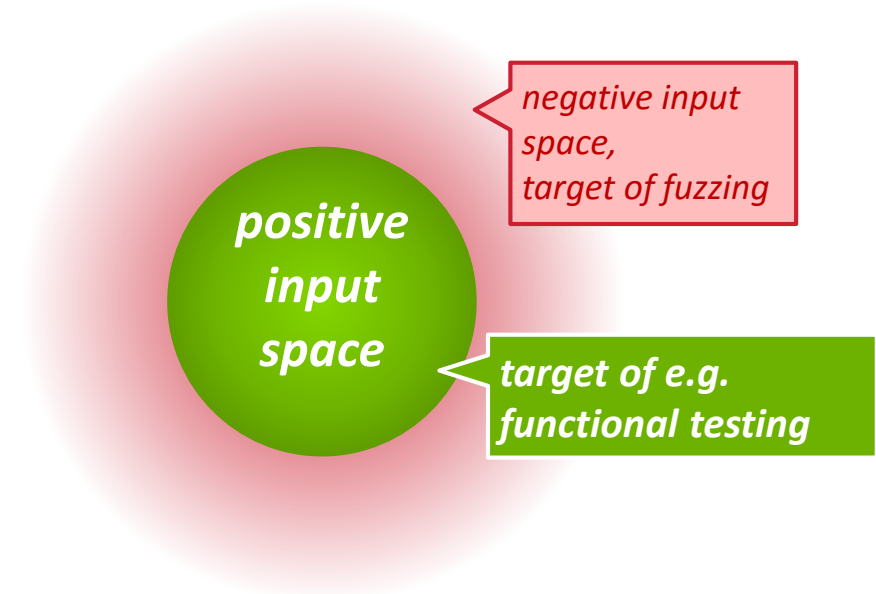 negative input
space,
target of fuzzing
positive
input
space
target of e.g.
functional testing